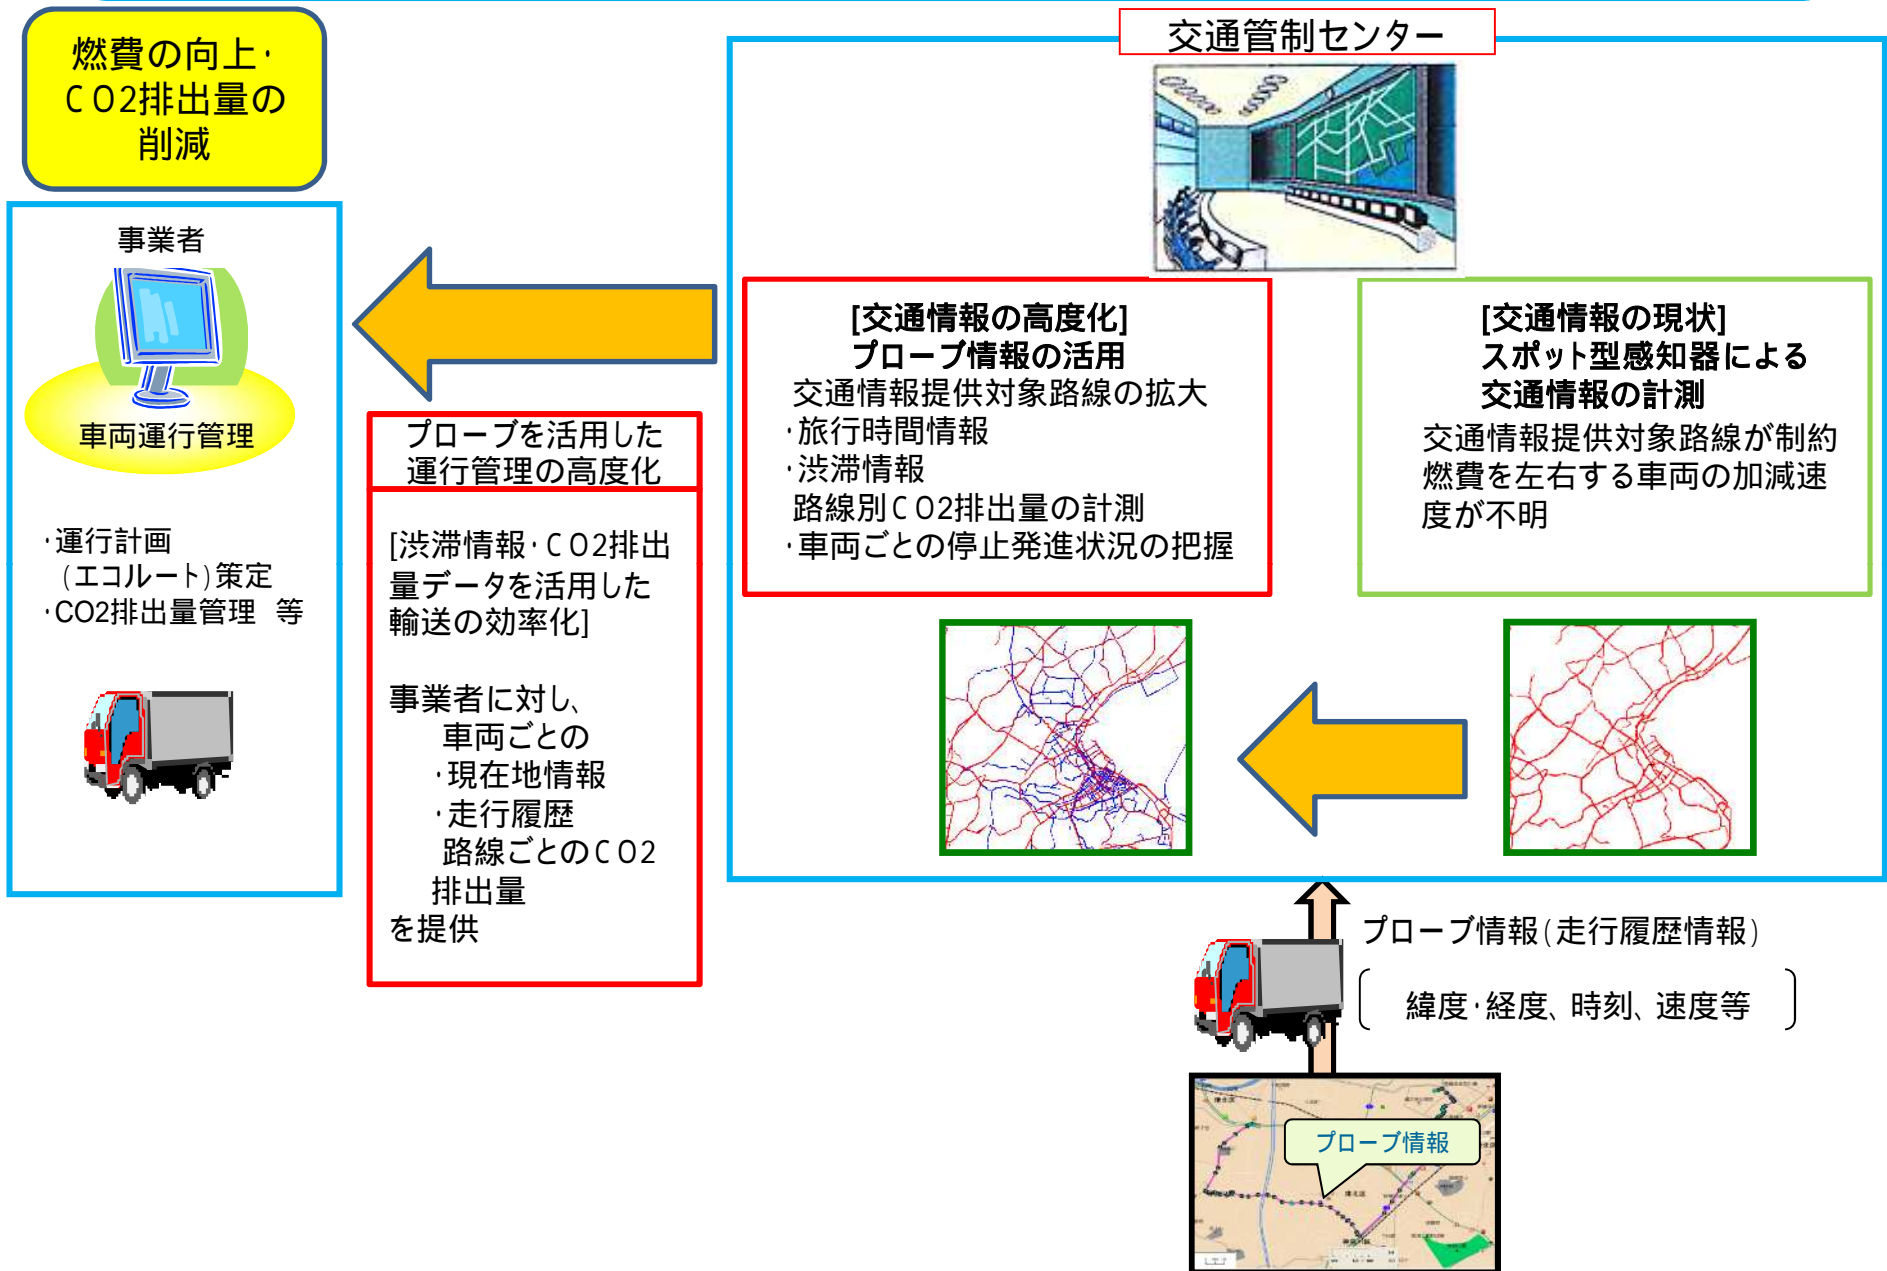 燃費の向上・
CO2排出量の
削減
交通管制センター
事業者
車両運行管理
・運行計画
(エコルート)策定
・CO2排出量管理 等
プローブを活用した
運行管理の高度化
[渋滞情報・CO2排出
量データを活用した
輸送の効率化]
事業者に対し、
車両ごとの
・現在地情報
・走行履歴
路線ごとのCO2
排出量
を提供
[交通情報の高度化]
プローブ情報の活用
交通情報提供対象路線の拡大
・旅行時間情報
・渋滞情報
路線別CO2排出量の計測
・車両ごとの停止発進状況の把握
[交通情報の現状]
スポット型感知器による
交通情報の計測
交通情報提供対象路線が制約
燃費を左右する車両の加減速
度が不明
プローブ情報(走行履歴情報)
緯度・経度、時刻、速度等
プローブ情報